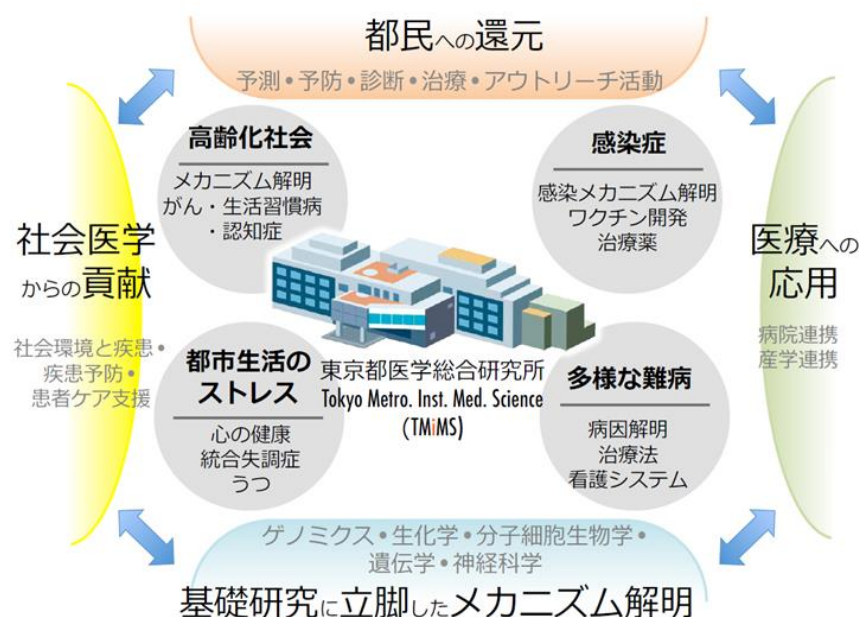 都民への還元
予測・予防・診断・治療・アウトリーチ活動
高齢化社会
メカニズム解明
がん・生活習慣病
・認知症
感染症
感染メカニズム解明
ワクチン開発
治療薬
社会医学
からの貢献
社会環境と疾患・
疾患予防・
患者ケア支援
医療への
応用
病院連携
産学連携
都市生活の
ストレス
心の健康
統合失調症
うつ
東京都医学総合研究所
Tokyo Metro. Inst. Med. Science
(TMiMS)
多様な難病
病因解明
治療法
看護システム
ゲノミクス・生化学・分子細胞生物学・
遺伝学・神経科学
基礎研究に立脚したメカニズム解明